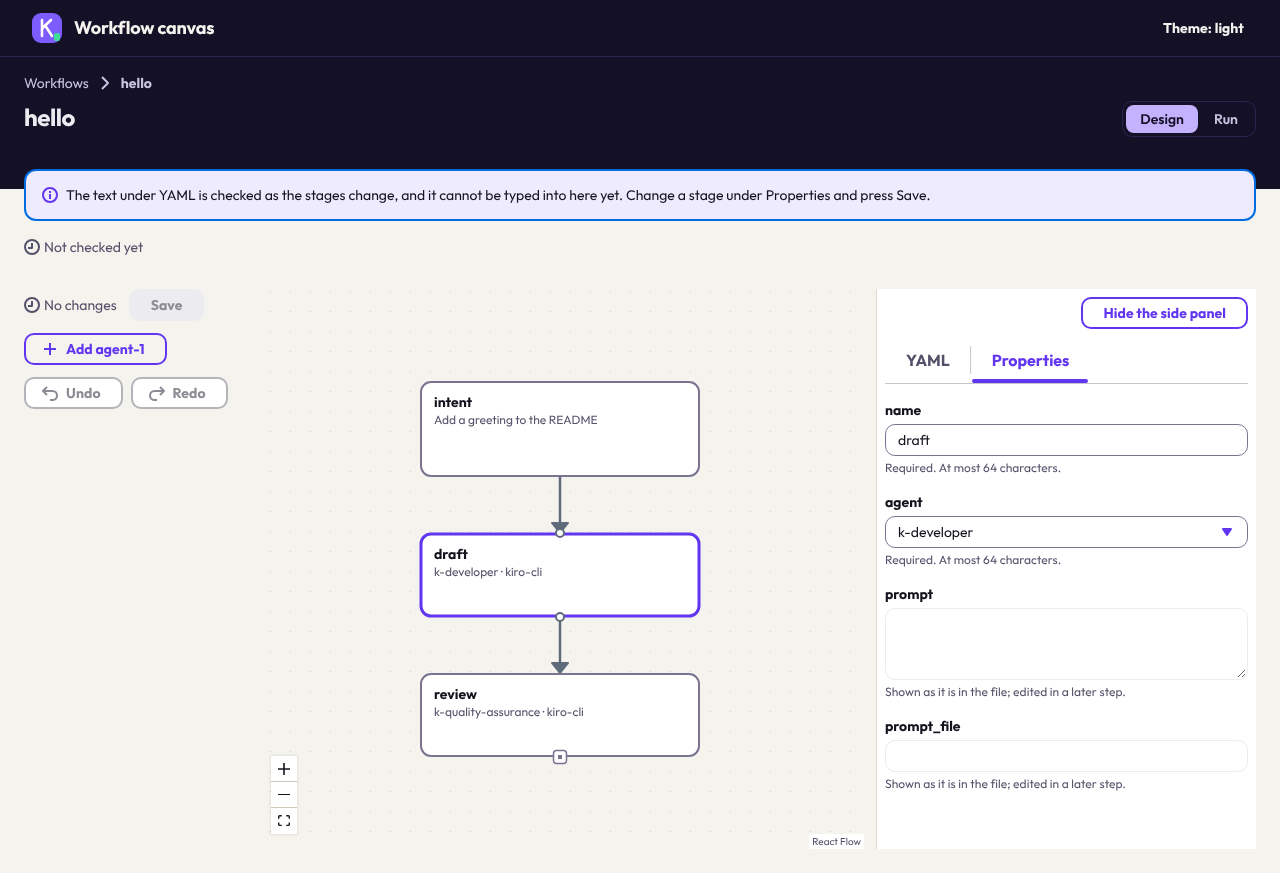 Workflow canvas
Theme: light
Workflows
hello
hello
Design
Run
The text under YAML is checked as the stages change, and it cannot be typed into here yet. Change a stage under Properties and press Save.
Not checked yet
No changes
Save
Add agent-1
Undo
Redo
intent
Add a greeting to the README
draft
k-developer · kiro-cli
review
k-quality-assurance · kiro-cli
React Flow
Hide the side panel
YAML
Properties
name
draft
Required. At most 64 characters.
agent
k-developer
Required. At most 64 characters.
prompt
Shown as it is in the file; edited in a later step.
prompt_file
Shown as it is in the file; edited in a later step.